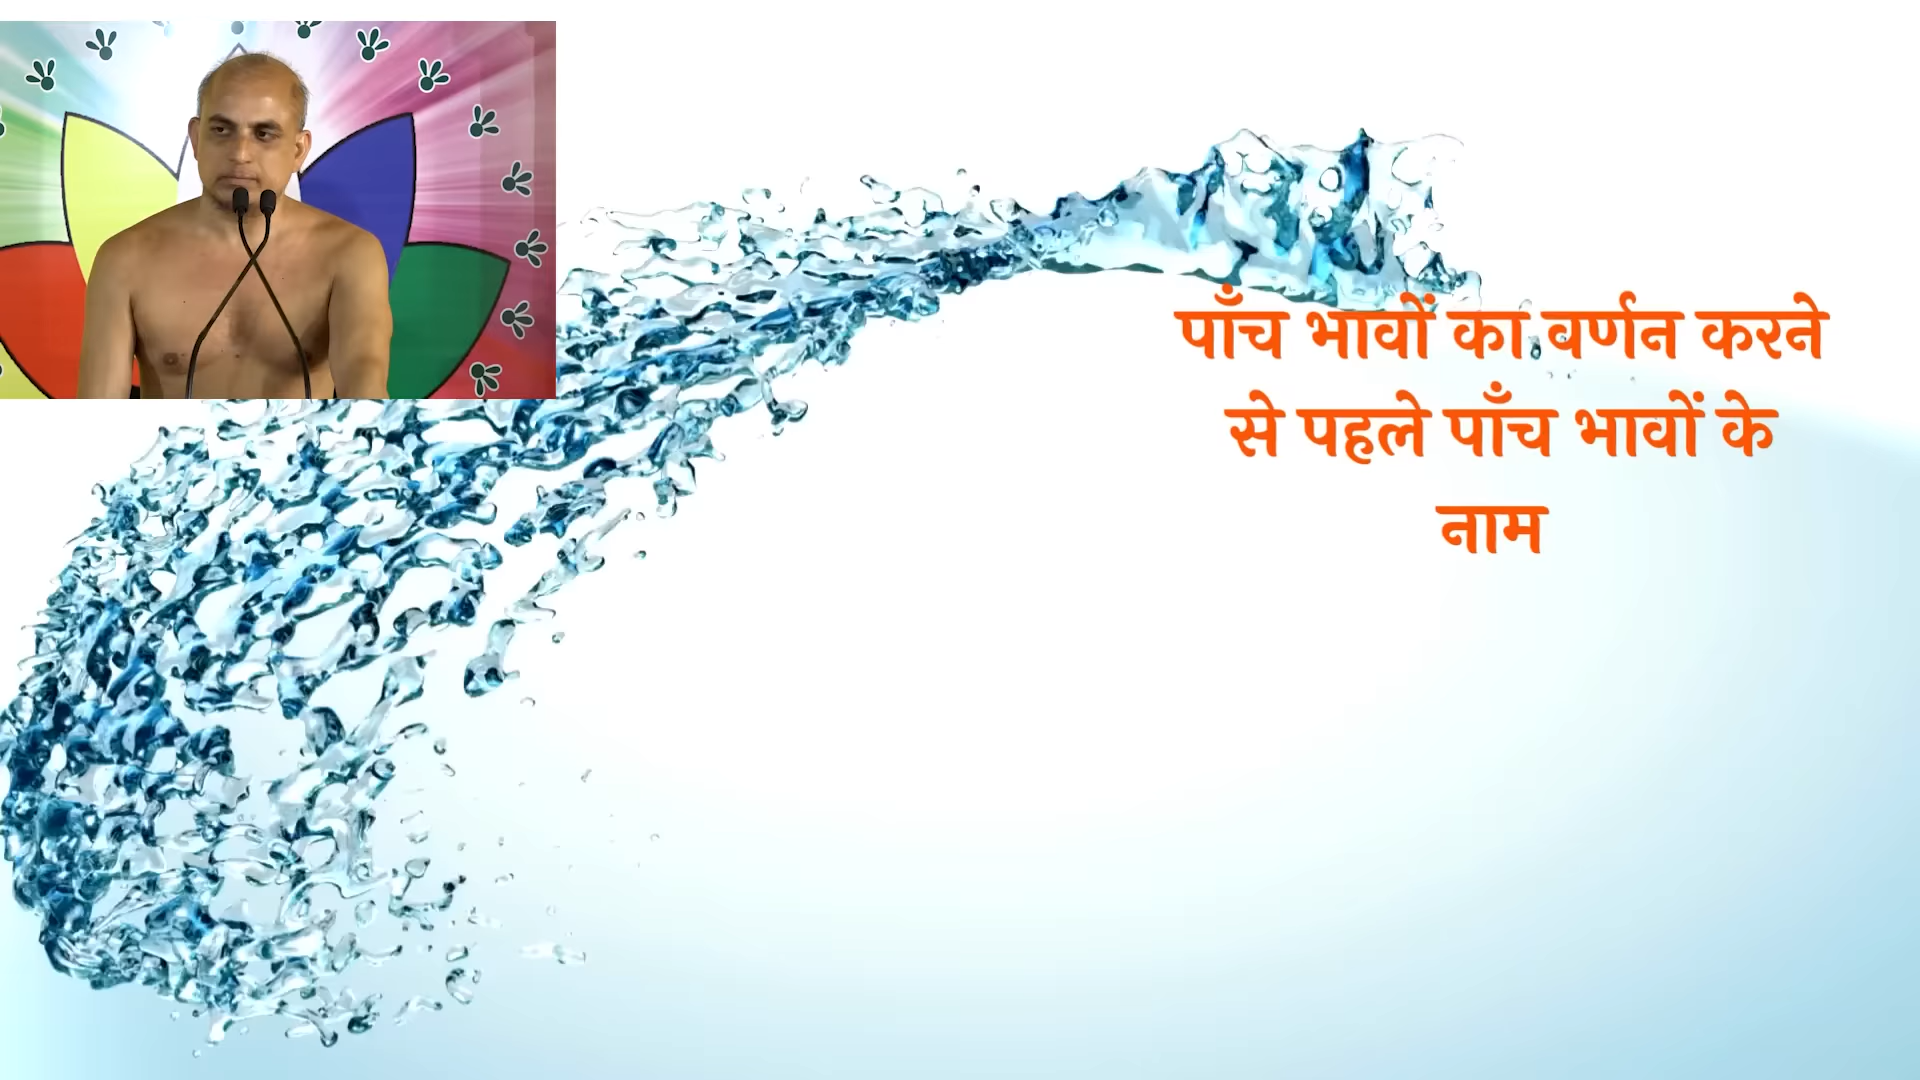 पाँच भावों का वर्णन करने
से पहले पाँच भावों के
नाम